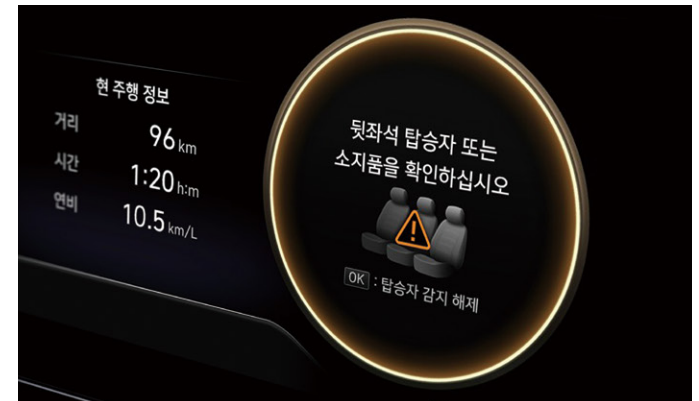 현 주행 정보
거리 96 km
시간 1:20 h:m
연비 10.5 km/L
뒷좌석 탑승자 또는
소지품을 확인하십시오
OK : 탑승자 감지 해제